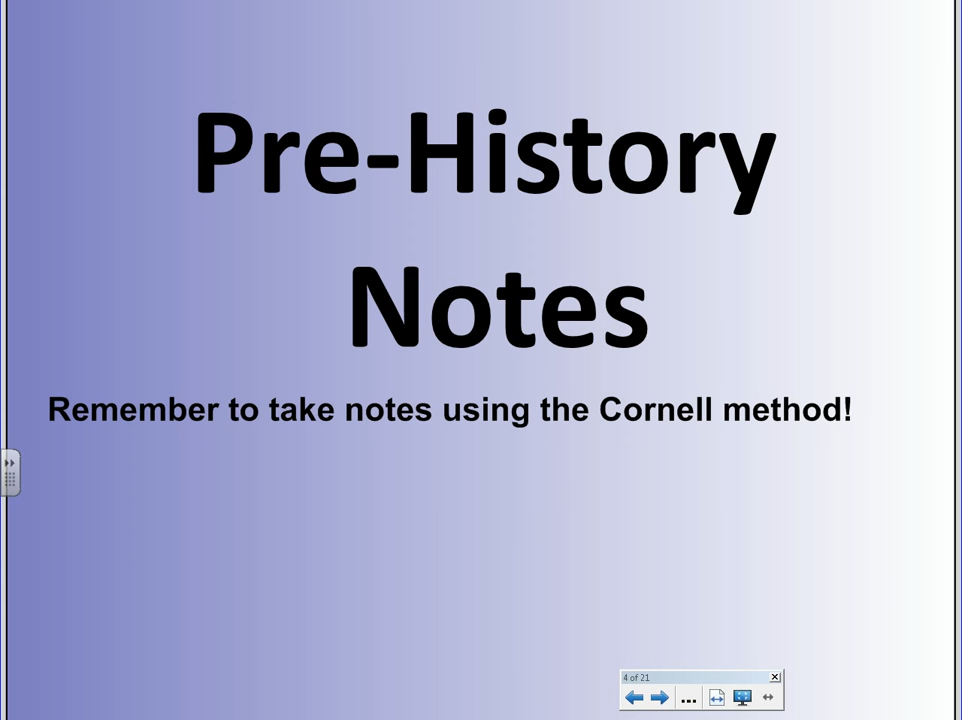 Pre-History
Notes
Remember to take notes using the Cornell method!
4 of 21